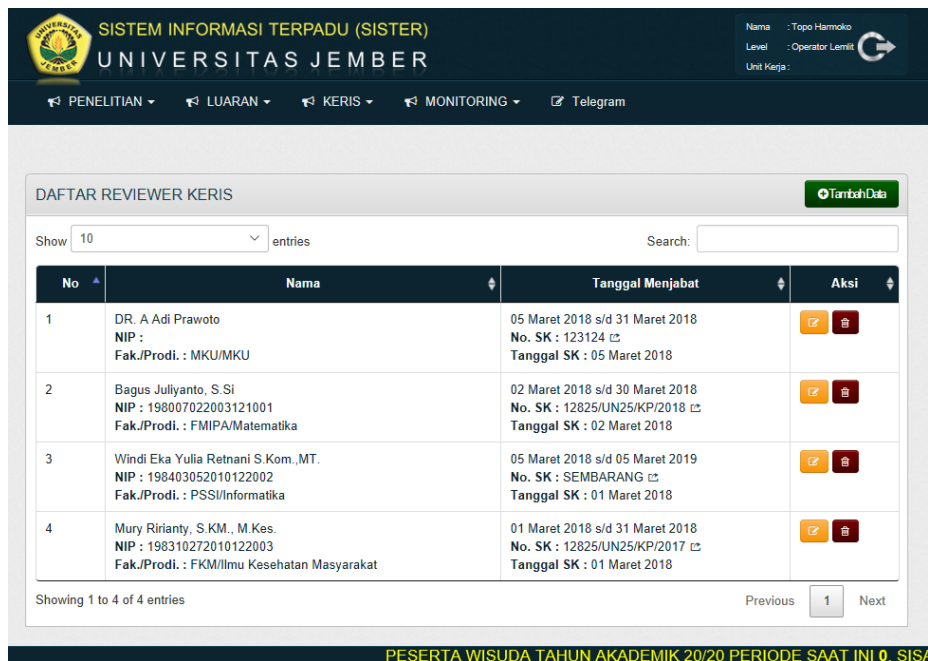 UNIVERSITAS
JEMBER
SISTEM INFORMASI TERPADU (SISTER)
UNIVERSITAS JEMBER
Nama : Topo Harmoko
Level : Operator Lemlit
Unit Kerja :
PENELITIAN LUARAN KERIS MONITORING Telegram
DAFTAR REVIEWER KERIS
Tambah Data
Show 10 entries Search:
No Nama Tanggal Menjabat Aksi
1 DR. A Adi Prawoto 05 Maret 2018 s/d 31 Maret 2018
NIP : No. SK : 123124
Fak./Prodi. : MKU/MKU Tanggal SK : 05 Maret 2018
2 Bagus Juliyanto, S.Si 02 Maret 2018 s/d 30 Maret 2018
NIP : 198007022003121001 No. SK : 12825/UN25/KP/2018
Fak./Prodi. : FMIPA/Matematika Tanggal SK : 02 Maret 2018
3 Windi Eka Yulia Retnani S.Kom.,MT. 05 Maret 2018 s/d 05 Maret 2019
NIP : 198403052010122002 No. SK : SEMBARANG
Fak./Prodi. : PSSI/Informatika Tanggal SK : 01 Maret 2018
4 Mury Ririanty, S.KM., M.Kes. 01 Maret 2018 s/d 31 Maret 2018
NIP : 198310272010122003 No. SK : 12825/UN25/KP/2017
Fak./Prodi. : FKM/Ilmu Kesehatan Masyarakat Tanggal SK : 01 Maret 2018
Showing 1 to 4 of 4 entries Previous 1 Next
PESERTA WISUDA TAHUN AKADEMIK 20/20 PERIODE SAAT INI 0. SISA